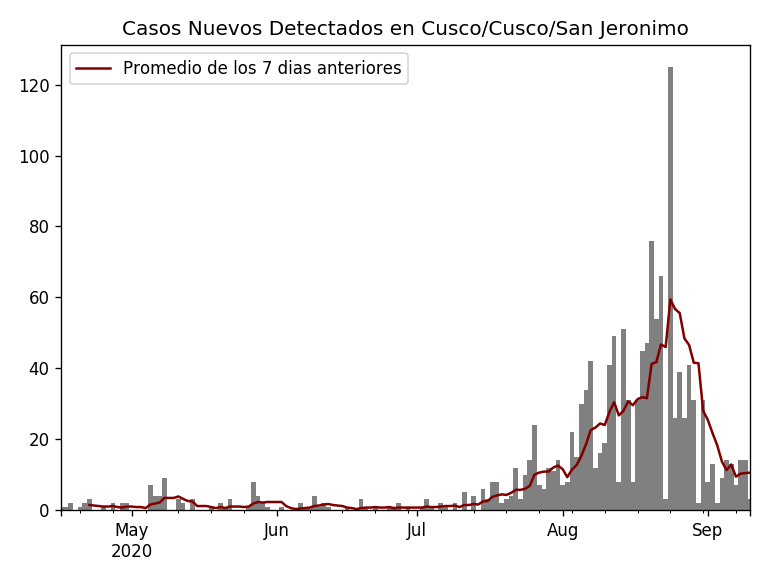 Casos Nuevos Detectados en Cusco/Cusco/San Jeronimo
Promedio de los 7 dias anteriores
120
100
80
60
40
20
0
May
2020
Jun
Jul
Aug
Sep